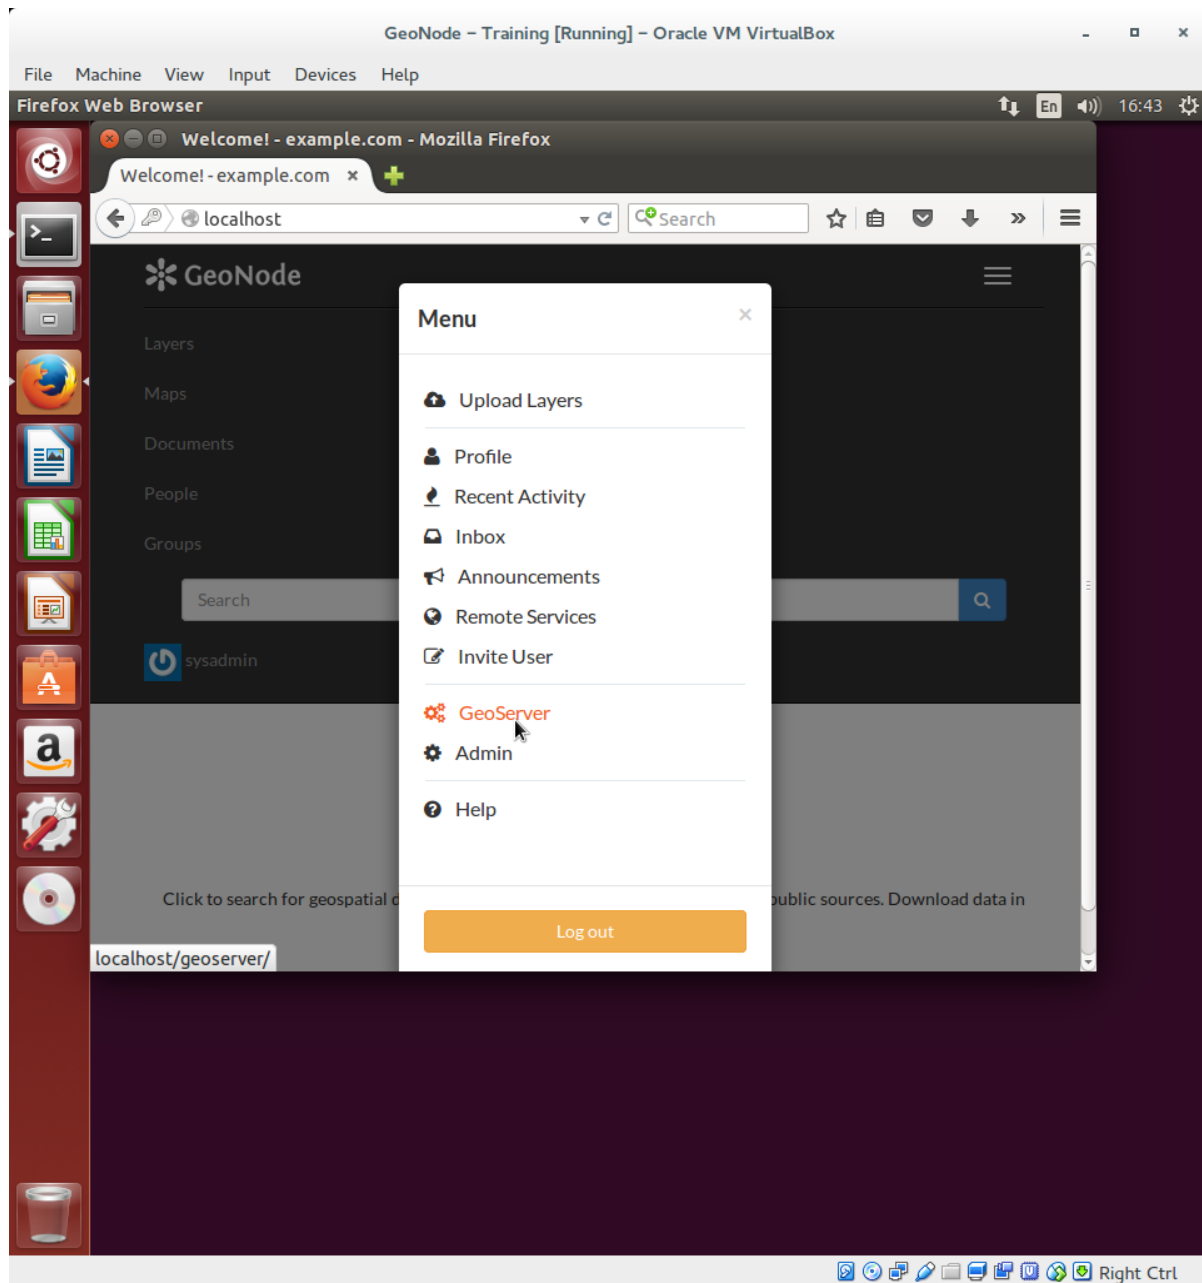 GeoNode – Training [Running] – Oracle VM VirtualBox
File Machine View Input Devices Help
Firefox Web Browser En 16:43
Welcome! - example.com - Mozilla Firefox
Welcome! - example.com
localhost Search
GeoNode
Menu
Layers
Maps
Documents
People
Groups
Search
sysadmin
Upload Layers
Profile
Recent Activity
Inbox
Announcements
Remote Services
Invite User
GeoServer
Admin
Help
Click to search for geospatial d
public sources. Download data in
Log out
localhost/geoserver/
Right Ctrl